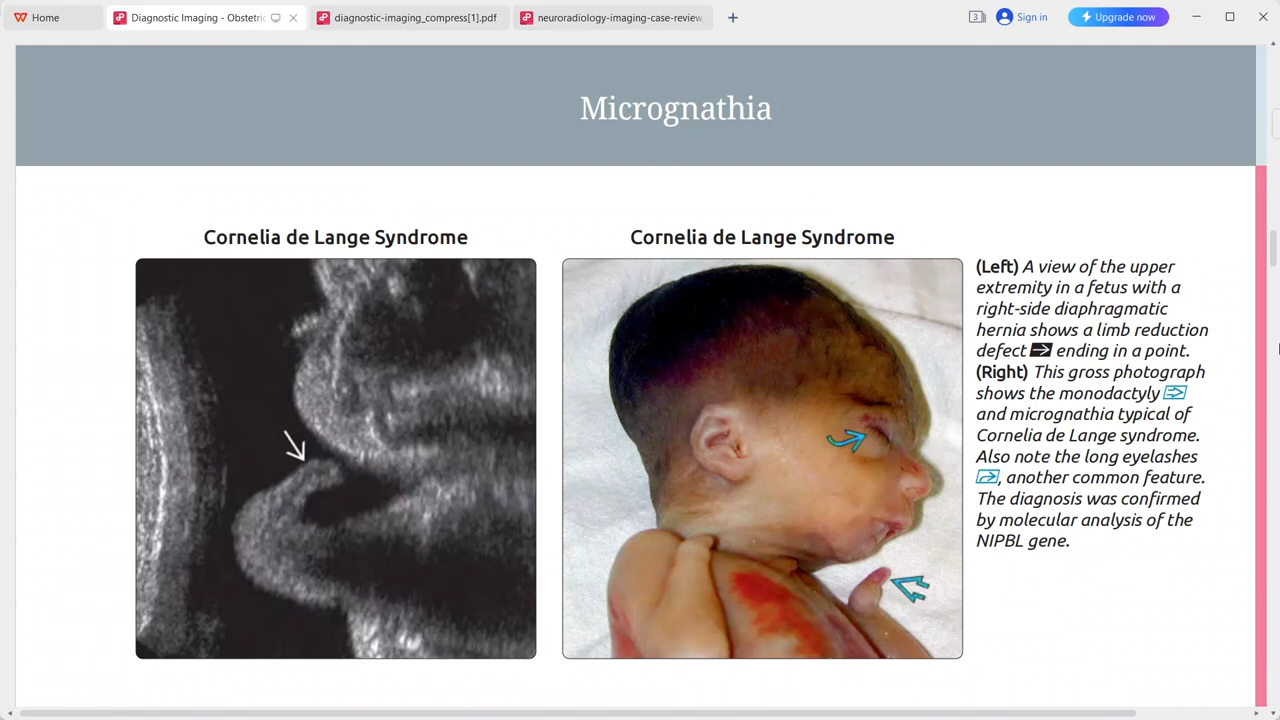 Home
Diagnostic Imaging - Obstetri
diagnostic-imaging_compress[1].pdf
neuroradiology-imaging-case-review
3
Sign in
Upgrade now
Micrognathia
Cornelia de Lange Syndrome
Cornelia de Lange Syndrome
(Left) A view of the upper
extremity in a fetus with a
right-side diaphragmatic
hernia shows a limb reduction
defect ending in a point.
(Right) This gross photograph
shows the monodactyly
and micrognathia typical of
Cornelia de Lange syndrome.
Also note the long eyelashes
, another common feature.
The diagnosis was confirmed
by molecular analysis of the
NIPBL gene.